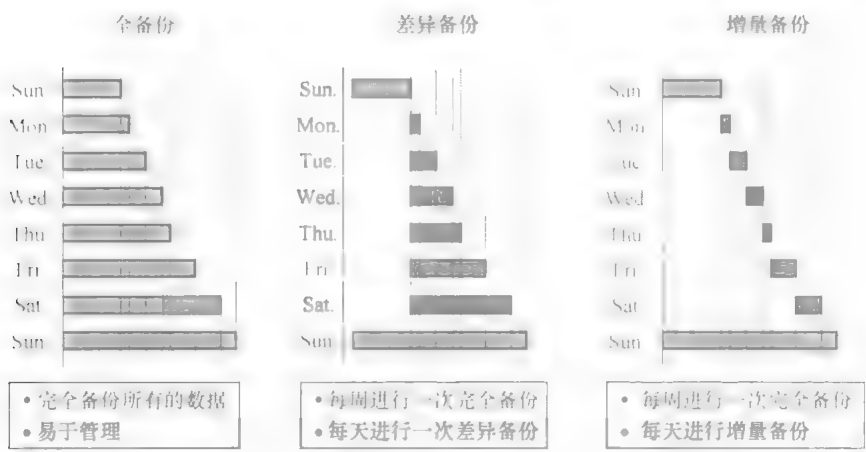 全备份
Sun
Mon
Tue
Wed
Thu
Fri
Sat
Sun
• 完全备份所有的数据
• 易于管理
差异备份
Sun.
Mon.
Tue.
Wed.
Thu.
Fri
Sat.
Sun
• 每周进行一次完全备份
• 每天进行一次差异备份
增量备份
Sun
Mon
Tue
Wed
Thu
Fri
Sat
Sun
• 每周进行一次完全备份
• 每天进行增量备份